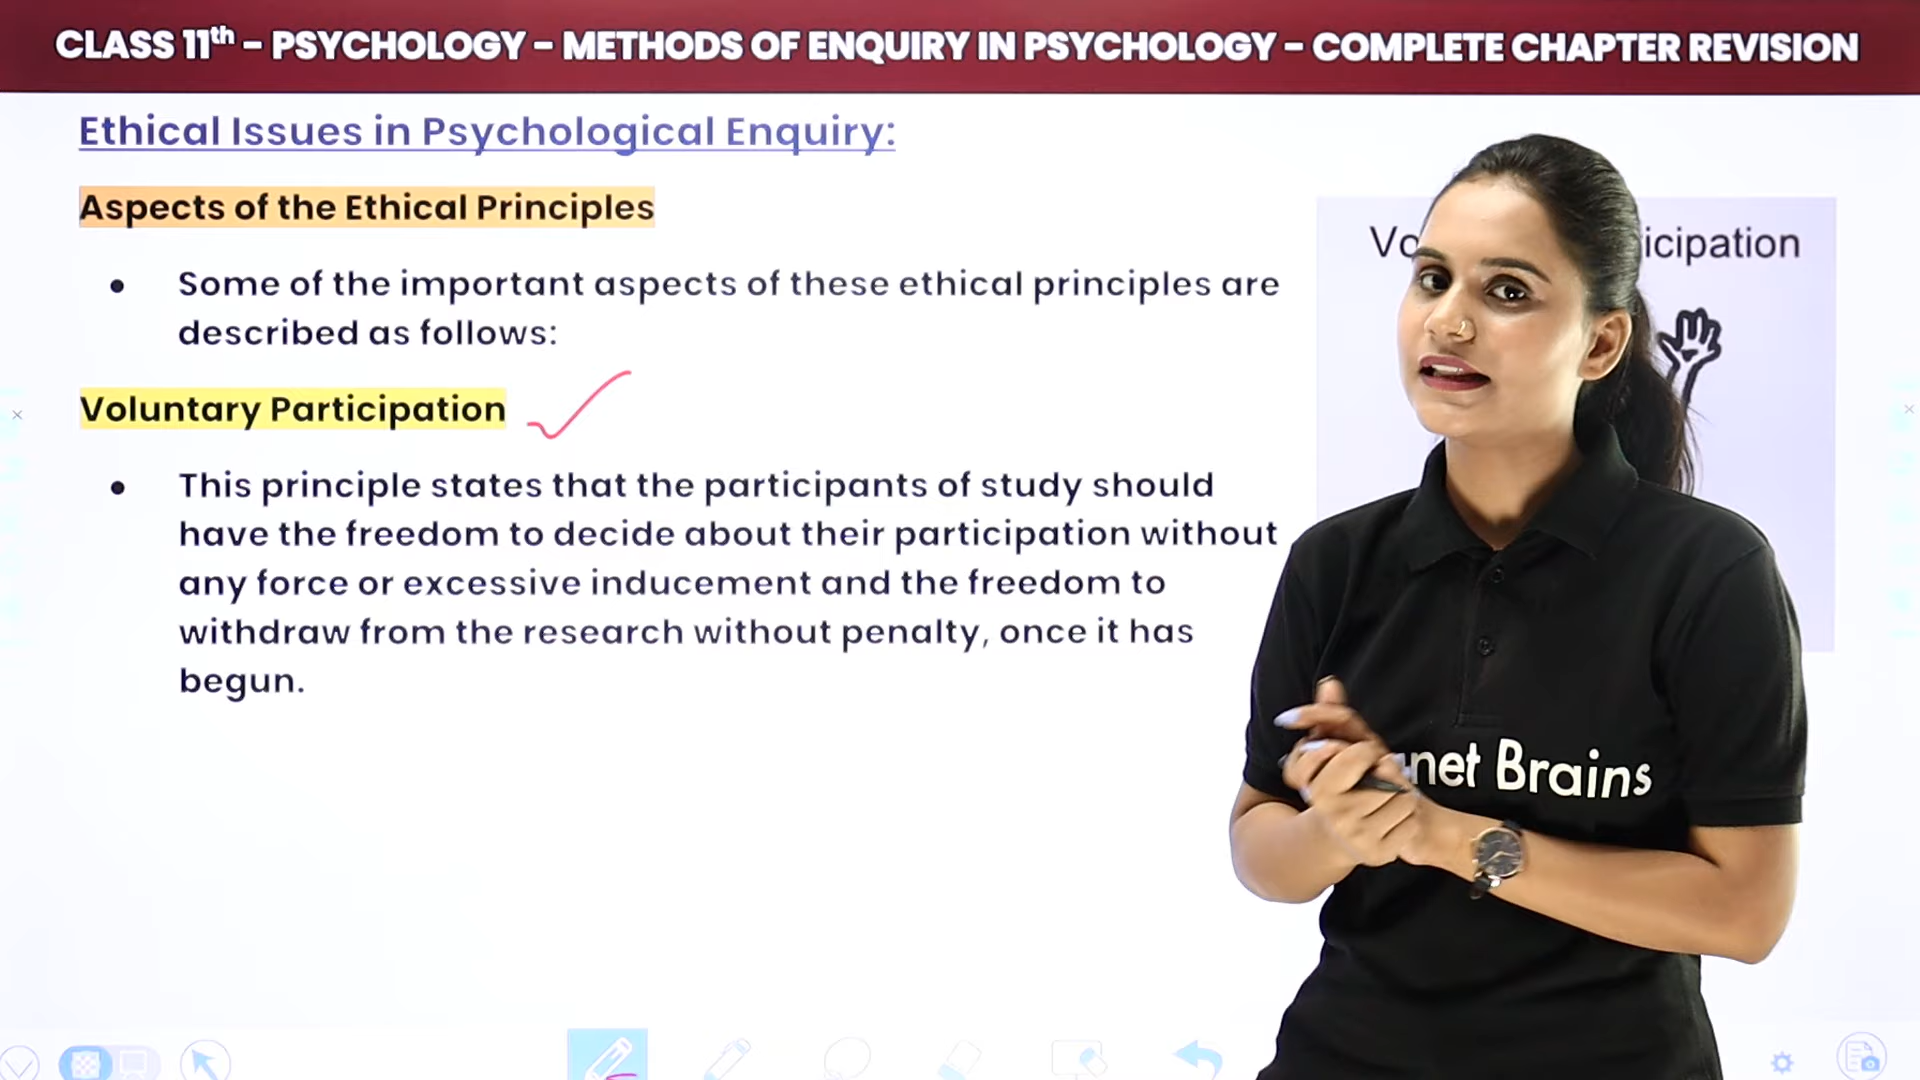 CLASS 11th – PSYCHOLOGY – METHODS OF ENQUIRY IN PSYCHOLOGY – COMPLETE CHAPTER REVISION
Ethical Issues in Psychological Enquiry:
Aspects of the Ethical Principles
• Some of the important aspects of these ethical principles are
described as follows:
Voluntary Participation
• This principle states that the participants of study should
have the freedom to decide about their participation without
any force or excessive inducement and the freedom to
withdraw from the research without penalty, once it has
begun.
Brains